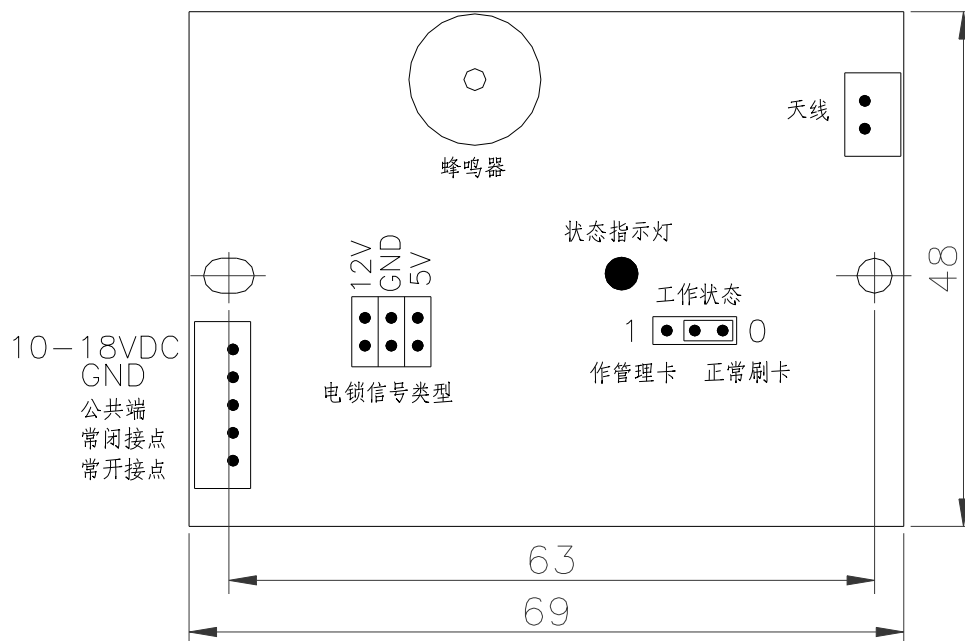 天线
蜂鸣器
状态指示灯
12V
GND
5V
工作状态
48
1
0
10-18VDC
GND
公共端
常闭接点
常开接点
电锁信号类型
作管理卡
正常刷卡
63
69